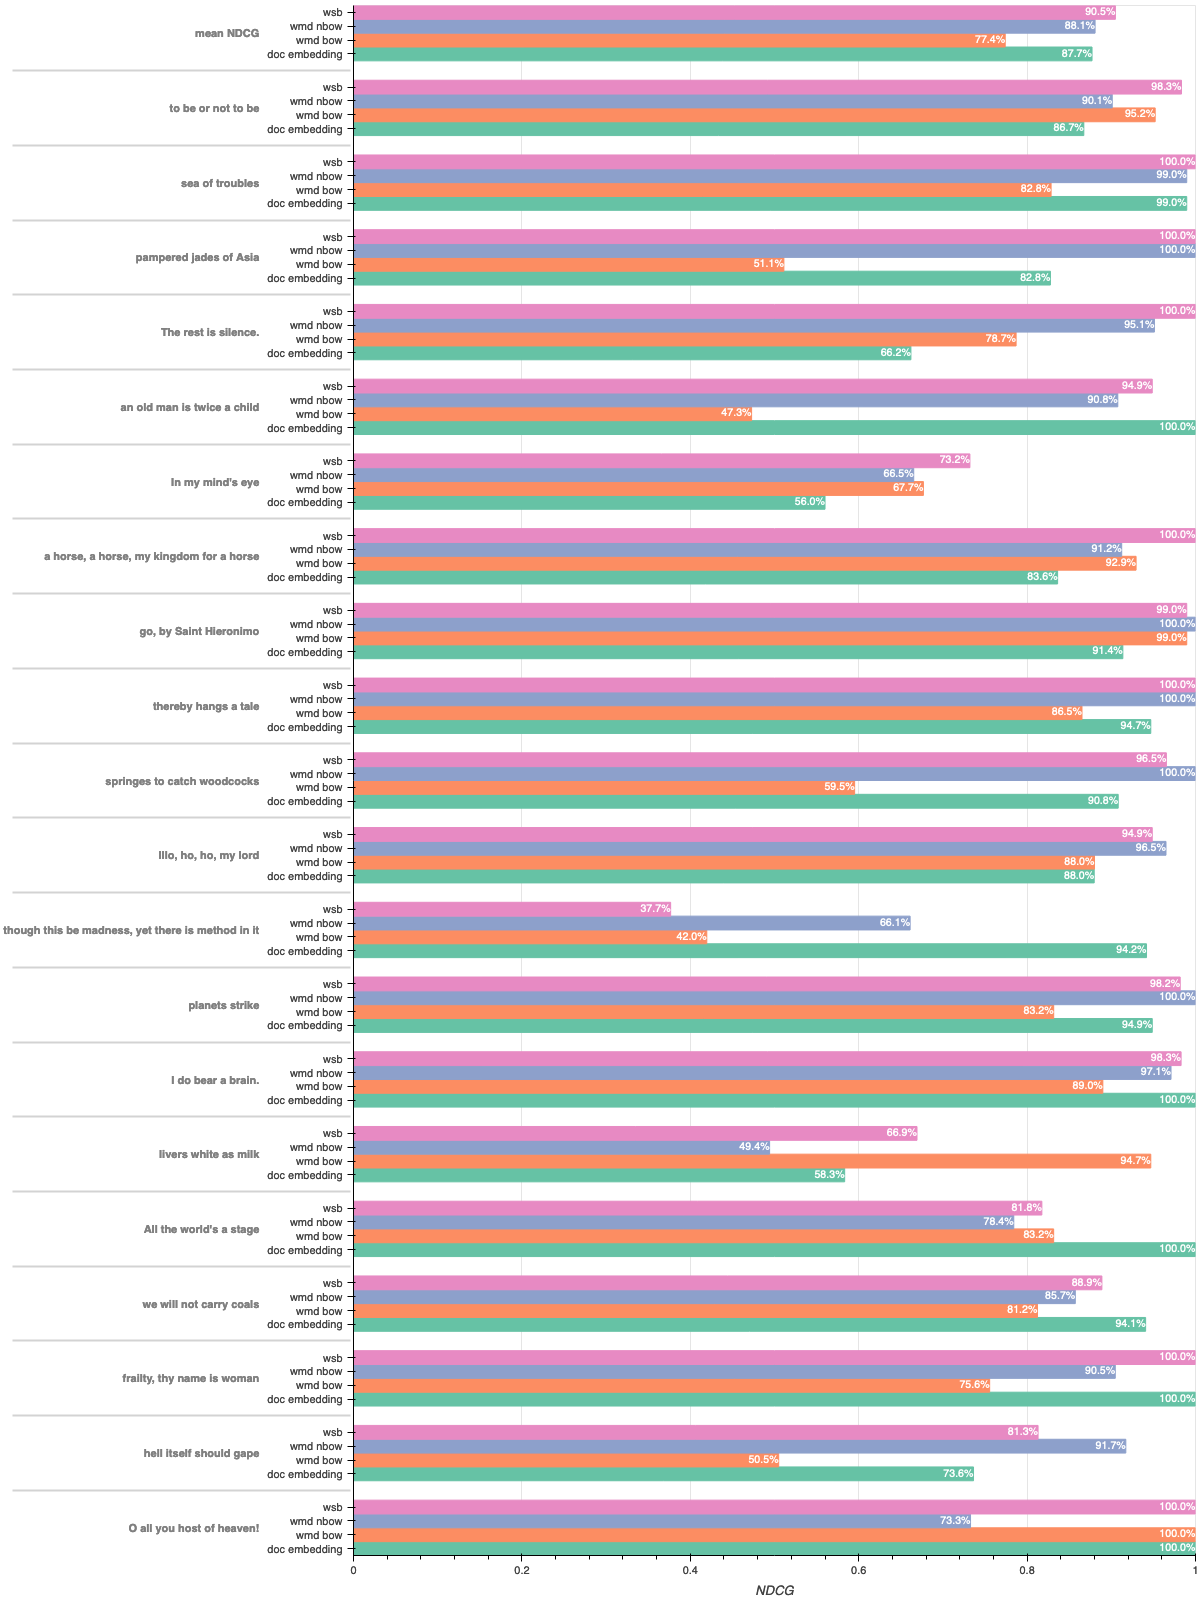 mean NDCG
wsb 90.5%
wmd nbow 88.1%
wmd bow 77.4%
doc embedding 87.7%
to be or not to be
wsb 98.3%
wmd nbow 90.1%
wmd bow 95.2%
doc embedding 86.7%
sea of troubles
wsb 100.0%
wmd nbow 99.0%
wmd bow 82.8%
doc embedding 99.0%
pampered jades of Asia
wsb 100.0%
wmd nbow 100.0%
wmd bow 51.1%
doc embedding 82.8%
The rest is silence.
wsb 100.0%
wmd nbow 95.1%
wmd bow 78.7%
doc embedding 66.2%
an old man is twice a child
wsb 94.9%
wmd nbow 90.8%
wmd bow 47.3%
doc embedding 100.0%
In my mind's eye
wsb 73.2%
wmd nbow 66.5%
wmd bow 67.7%
doc embedding 56.0%
a horse, a horse, my kingdom for a horse
wsb 100.0%
wmd nbow 91.2%
wmd bow 92.9%
doc embedding 83.6%
go, by Saint Hieronimo
wsb 99.0%
wmd nbow 100.0%
wmd bow 99.0%
doc embedding 91.4%
thereby hangs a tale
wsb 100.0%
wmd nbow 100.0%
wmd bow 86.5%
doc embedding 94.7%
springes to catch woodcocks
wsb 96.5%
wmd nbow 100.0%
wmd bow 59.5%
doc embedding 90.8%
Illo, ho, ho, my lord
wsb 94.9%
wmd nbow 96.5%
wmd bow 88.0%
doc embedding 88.0%
though this be madness, yet there is method in it
wsb 37.7%
wmd nbow 66.1%
wmd bow 42.0%
doc embedding 94.2%
planets strike
wsb 98.2%
wmd nbow 100.0%
wmd bow 83.2%
doc embedding 94.9%
I do bear a brain.
wsb 98.3%
wmd nbow 97.1%
wmd bow 89.0%
doc embedding 100.0%
livers white as milk
wsb 66.9%
wmd nbow 49.4%
wmd bow 94.7%
doc embedding 58.3%
All the world's a stage
wsb 81.8%
wmd nbow 78.4%
wmd bow 83.2%
doc embedding 100.0%
we will not carry coals
wsb 88.9%
wmd nbow 85.7%
wmd bow 81.2%
doc embedding 94.1%
frailty, thy name is woman
wsb 100.0%
wmd nbow 90.5%
wmd bow 75.6%
doc embedding 100.0%
hell itself should gape
wsb 81.3%
wmd nbow 91.7%
wmd bow 50.5%
doc embedding 73.6%
O all you host of heaven!
wsb 100.0%
wmd nbow 73.3%
wmd bow 100.0%
doc embedding 100.0%
0 0.2 0.4 0.6 0.8 1
NDCG